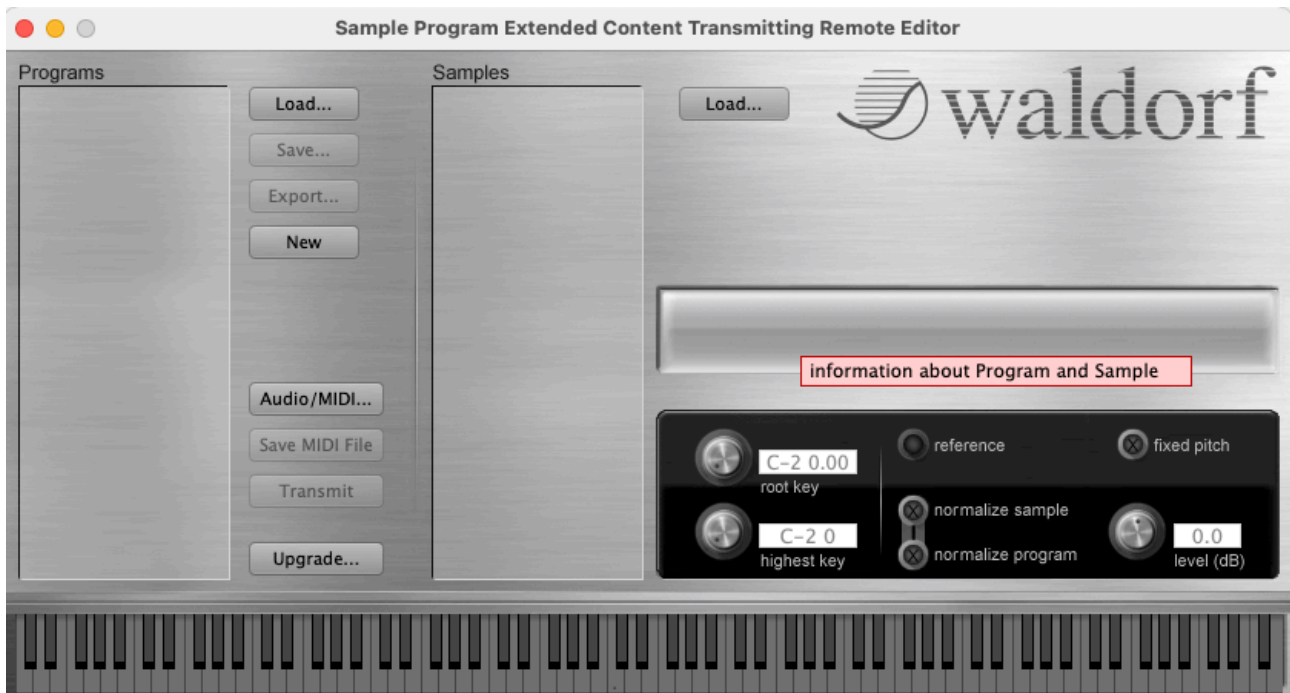 Sample Program Extended Content Transmitting Remote Editor
Programs
Load...
Save...
Export...
New
Audio/MIDI...
Save MIDI File
Transmit
Upgrade...
Samples
Load...
waldorf
information about Program and Sample
C-2 0.00
root key
C-2 0
highest key
reference
normalize sample
normalize program
fixed pitch
0.0
level (dB)